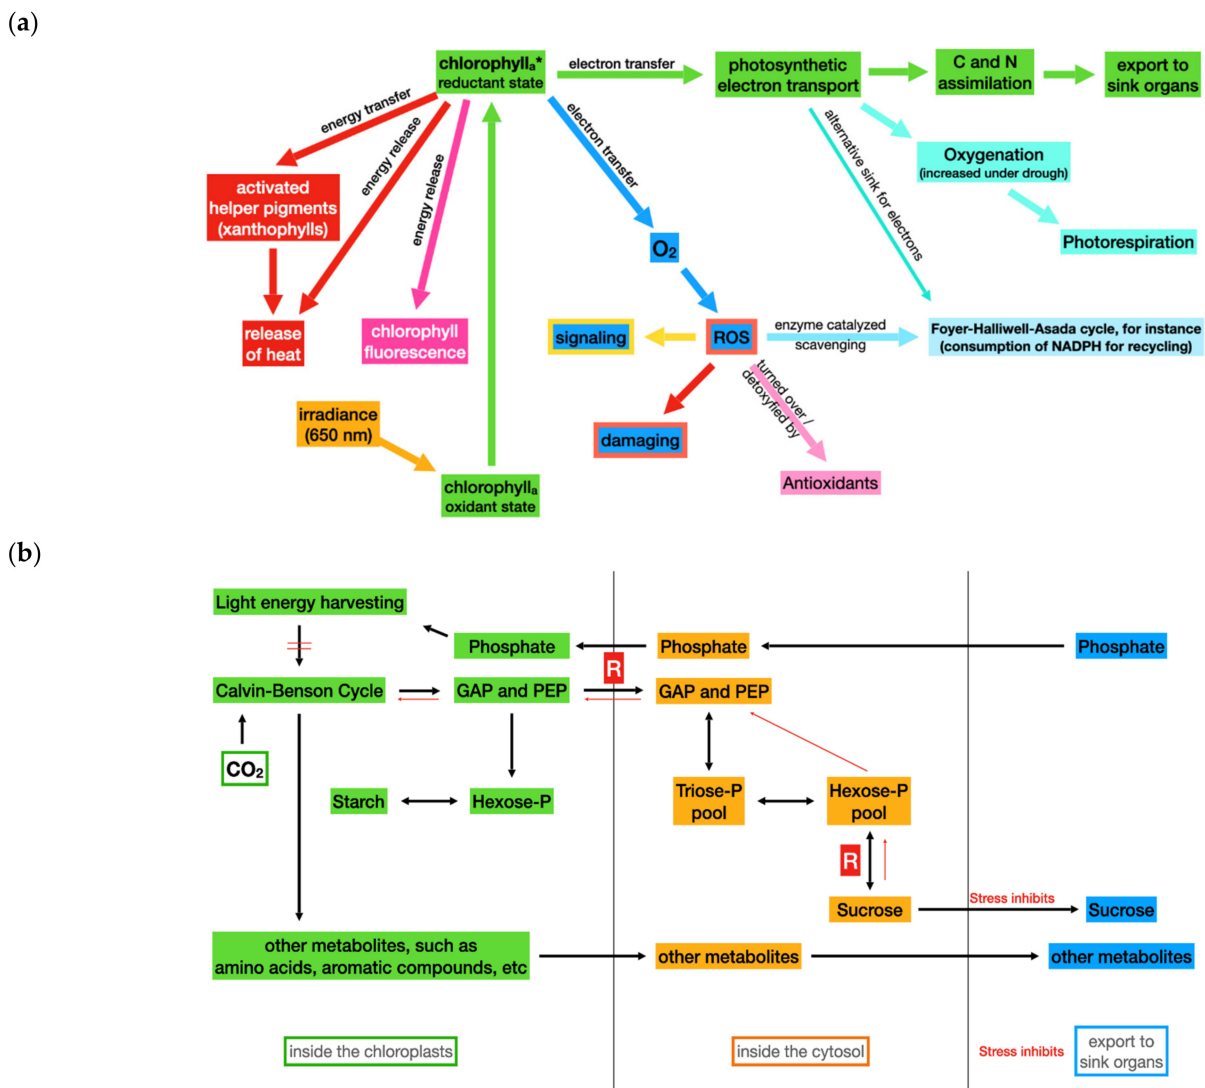 (a)
chlorophyllₐ*
reductant state
electron transfer
photosynthetic
electron transport
C and N
assimilation
export to
sink organs
energy transfer
energy release
energy release
electron transfer
alternative sink for electrons
Oxygenation
(increased under drough)
activated
helper pigments
(xanthophylls)
O₂
Photorespiration
release
of heat
chlorophyll
fluorescence
signaling
ROS
enzyme catalyzed
scavenging
Foyer-Halliwell-Asada cycle, for instance
(consumption of NADPH for recycling)
turned over /
detoxyfied by
irradiance
(650 nm)
damaging
chlorophyllₐ
oxidant state
Antioxidants
(b)
Light energy harvesting
Phosphate
Phosphate
Phosphate
R
Calvin-Benson Cycle
GAP and PEP
GAP and PEP
CO₂
Starch
Hexose-P
Triose-P
pool
Hexose-P
pool
R
Sucrose
Stress inhibits
Sucrose
other metabolites, such as
amino acids, aromatic compounds, etc
other metabolites
other metabolites
inside the chloroplasts
inside the cytosol
Stress inhibits
export to
sink organs